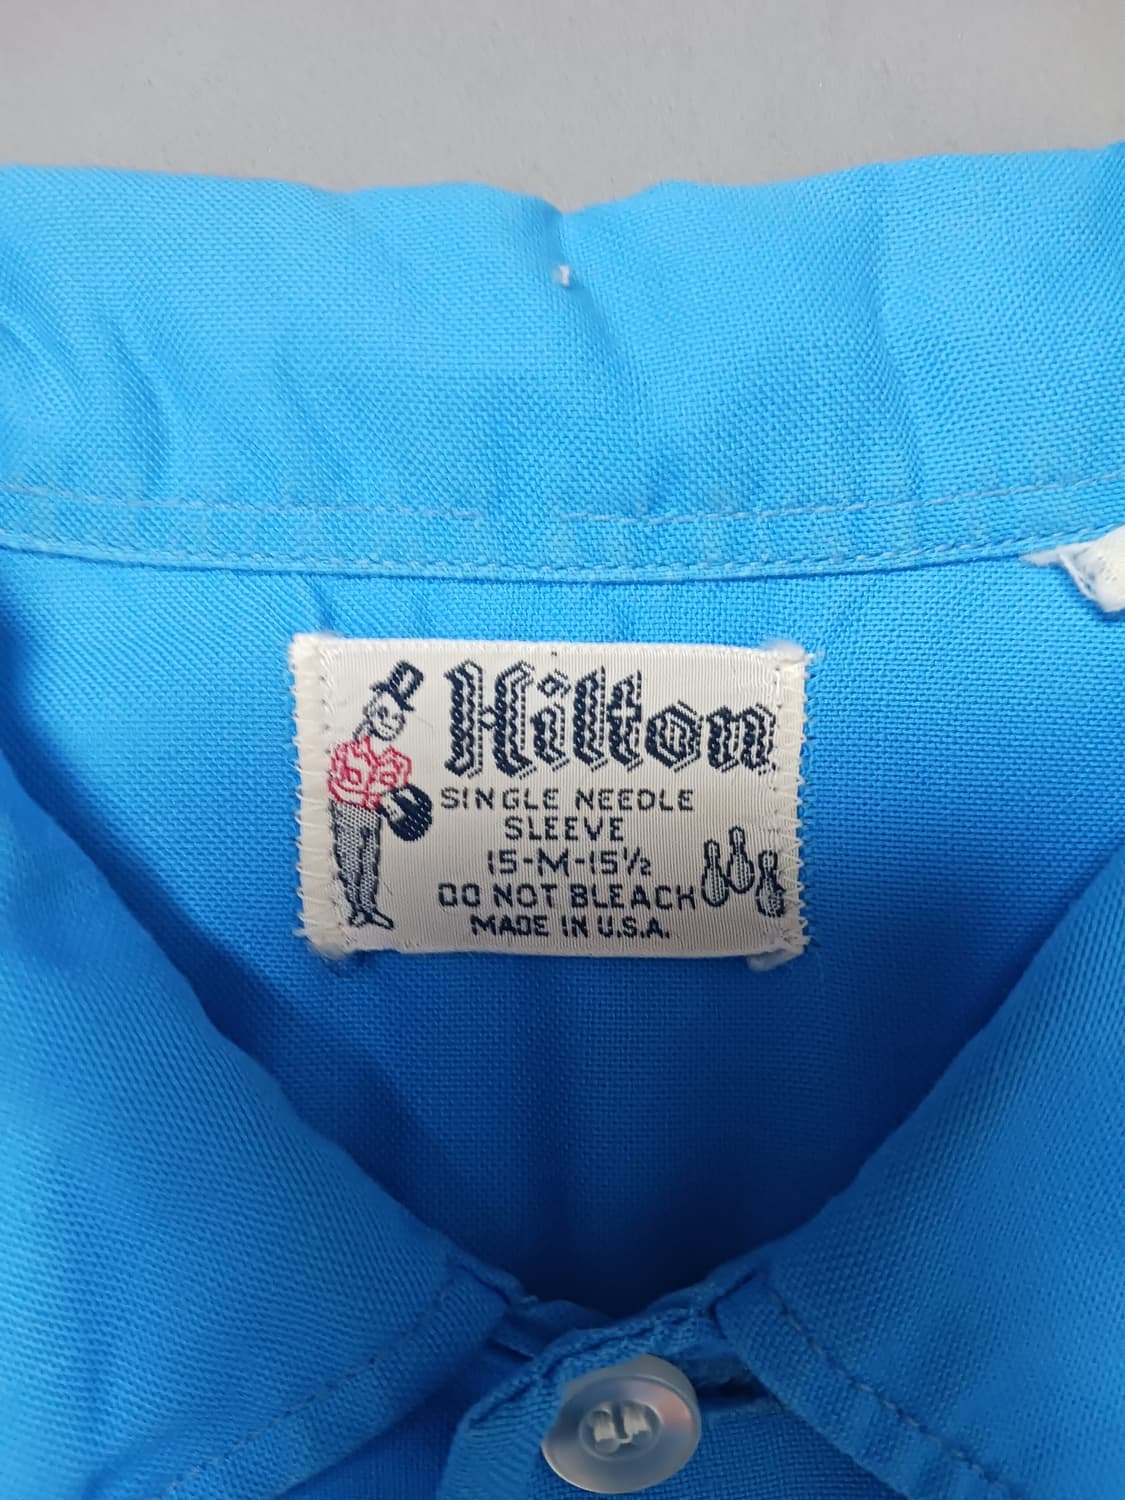 Hilton
SINGLE NEEDLE
SLEEVE
15-M-15½
DO NOT BLEACH
MADE IN U.S.A.